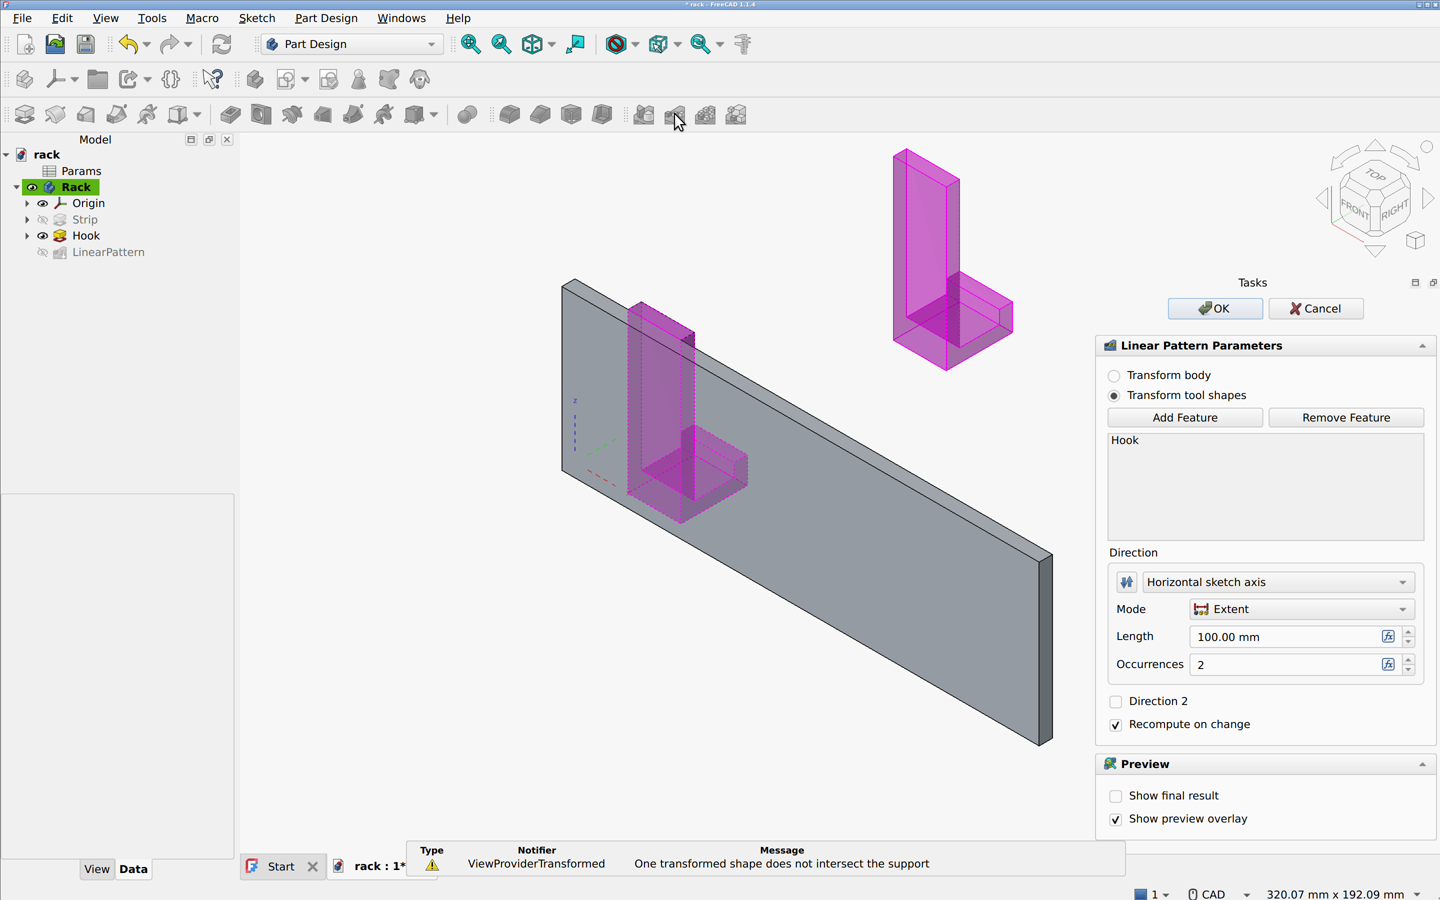 * rack - FreeCAD 1.1.4
File Edit View Tools Macro Sketch Part Design Windows Help
Part Design
Model
rack
Params
Rack
Origin
Strip
Hook
LinearPattern
z
TOP
FRONT
RIGHT
Tasks
OK
Cancel
Linear Pattern Parameters
Transform body
Transform tool shapes
Add Feature
Remove Feature
Hook
Direction
Horizontal sketch axis
Mode
Extent
Length
100.00 mm
Occurrences
2
Direction 2
Recompute on change
Preview
Show final result
Show preview overlay
View
Data
Start
rack : 1*
Type Notifier Message
ViewProviderTransformed One transformed shape does not intersect the support
1
CAD
320.07 mm x 192.09 mm